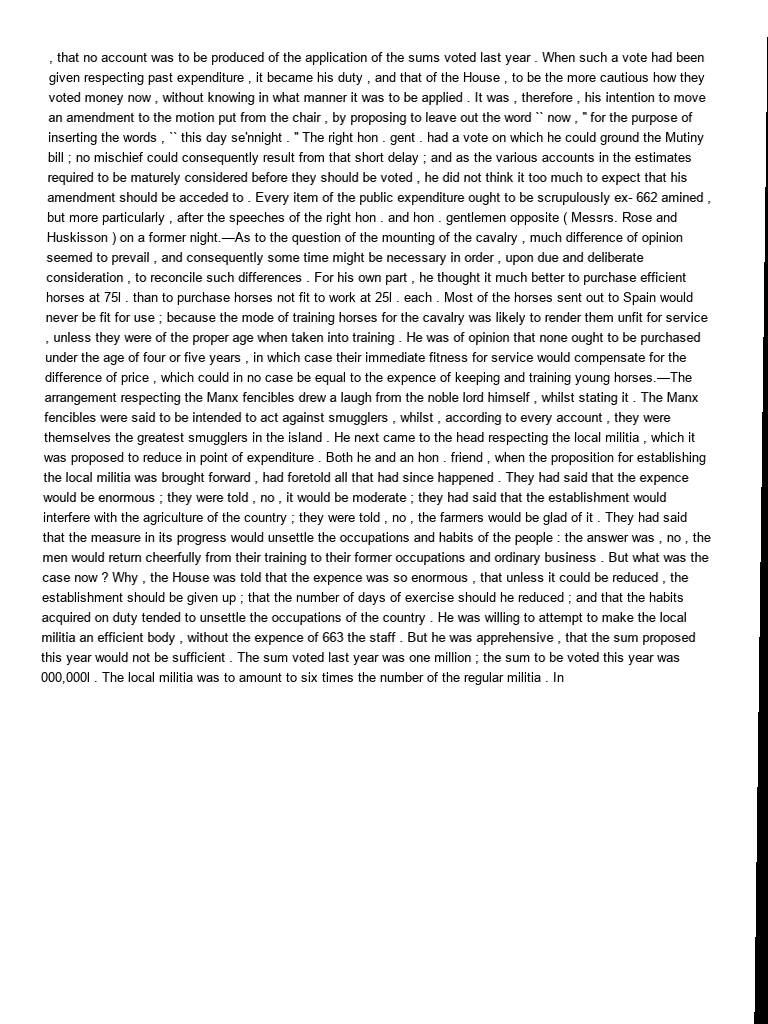 , that no account was to be produced of the application of the sums voted last year . When such a vote had been
given respecting past expenditure , it became his duty , and that of the House , to be the more cautious how they
voted money now , without knowing in what manner it was to be applied . It was , therefore , his intention to move
an amendment to the motion put from the chair , by proposing to leave out the word `` now , '' for the purpose of
inserting the words , `` this day se'nnight . '' The right hon . gent . had a vote on which he could ground the Mutiny
bill ; no mischief could consequently result from that short delay ; and as the various accounts in the estimates
required to be maturely considered before they should be voted , he did not think it too much to expect that his
amendment should be acceded to . Every item of the public expenditure ought to be scrupulously ex- 662 amined ,
but more particularly , after the speeches of the right hon . and hon . gentlemen opposite ( Messrs. Rose and
Huskisson ) on a former night.—As to the question of the mounting of the cavalry , much difference of opinion
seemed to prevail , and consequently some time might be necessary in order , upon due and deliberate
consideration , to reconcile such differences . For his own part , he thought it much better to purchase efficient
horses at 75l . than to purchase horses not fit to work at 25l . each . Most of the horses sent out to Spain would
never be fit for use ; because the mode of training horses for the cavalry was likely to render them unfit for service
, unless they were of the proper age when taken into training . He was of opinion that none ought to be purchased
under the age of four or five years , in which case their immediate fitness for service would compensate for the
difference of price , which could in no case be equal to the expence of keeping and training young horses.—The
arrangement respecting the Manx fencibles drew a laugh from the noble lord himself , whilst stating it . The Manx
fencibles were said to be intended to act against smugglers , whilst , according to every account , they were
themselves the greatest smugglers in the island . He next came to the head respecting the local militia , which it
was proposed to reduce in point of expenditure . Both he and an hon . friend , when the proposition for establishing
the local militia was brought forward , had foretold all that had since happened . They had said that the expence
would be enormous ; they were told , no , it would be moderate ; they had said that the establishment would
interfere with the agriculture of the country ; they were told , no , the farmers would be glad of it . They had said
that the measure in its progress would unsettle the occupations and habits of the people : the answer was , no , the
men would return cheerfully from their training to their former occupations and ordinary business . But what was the
case now ? Why , the House was told that the expence was so enormous , that unless it could be reduced , the
establishment should be given up ; that the number of days of exercise should he reduced ; and that the habits
acquired on duty tended to unsettle the occupations of the country . He was willing to attempt to make the local
militia an efficient body , without the expence of 663 the staff . But he was apprehensive , that the sum proposed
this year would not be sufficient . The sum voted last year was one million ; the sum to be voted this year was
000,000l . The local militia was to amount to six times the number of the regular militia . In